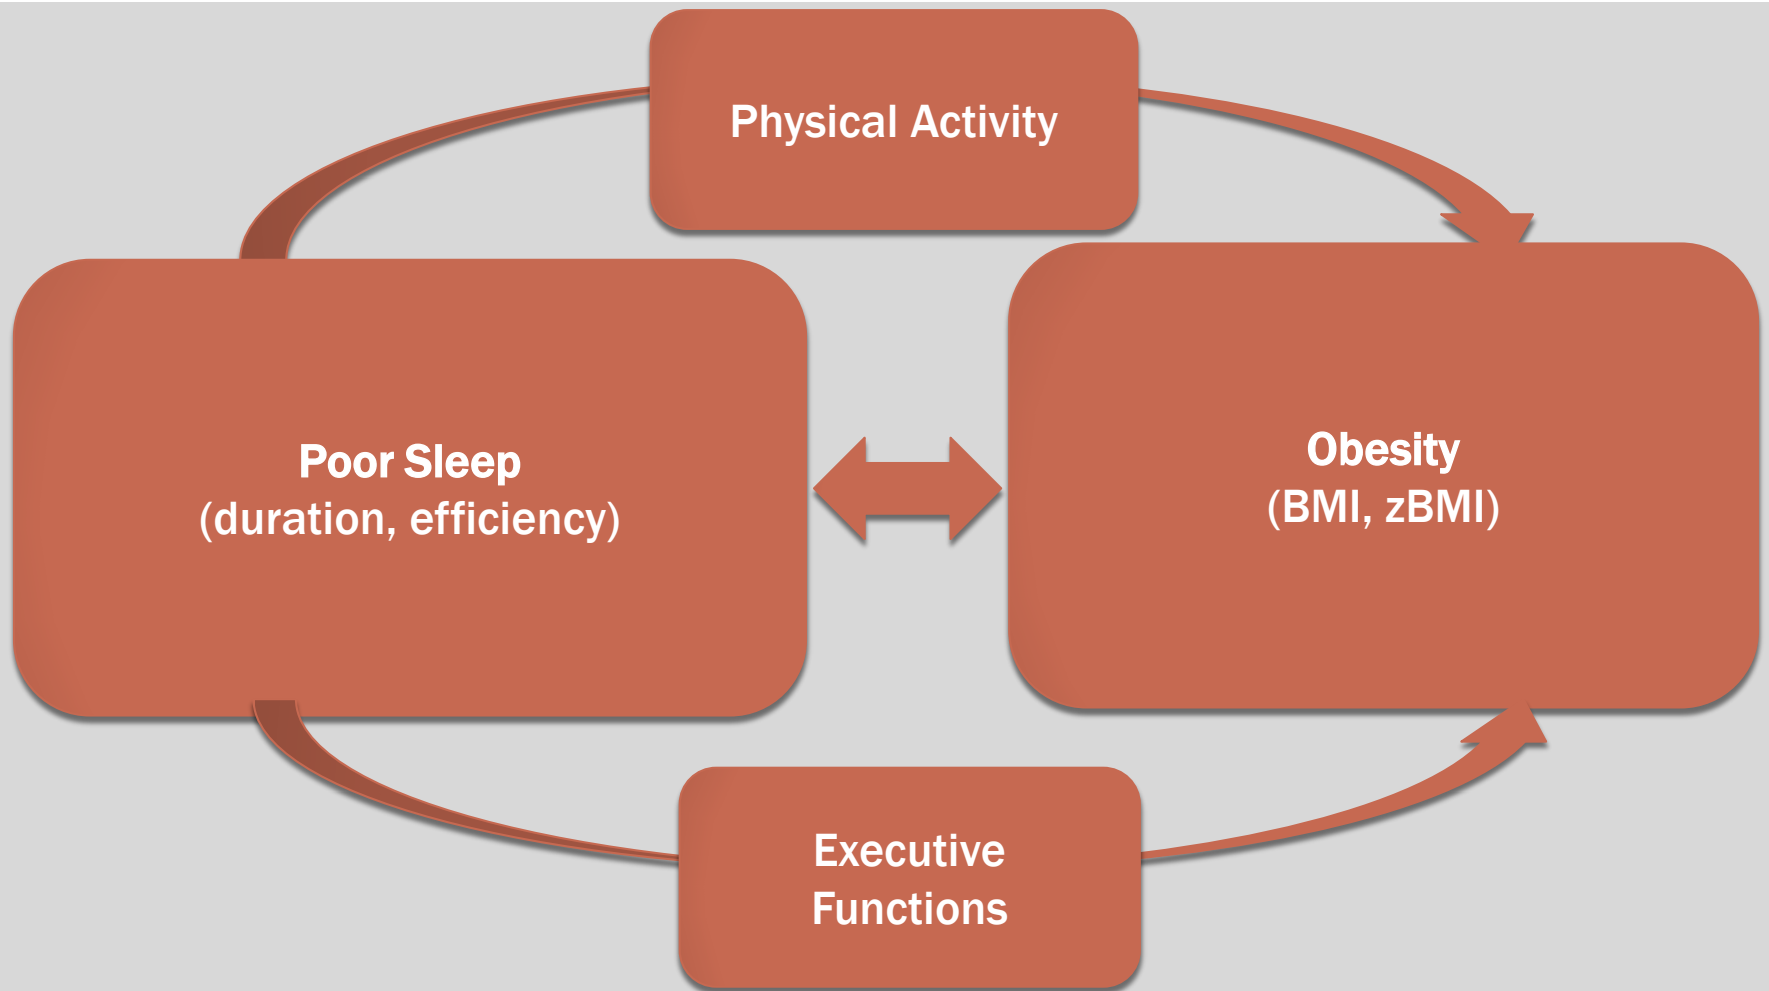 Physical Activity
Poor Sleep
(duration, efficiency)
Obesity
(BMI, zBMI)
Executive
Functions